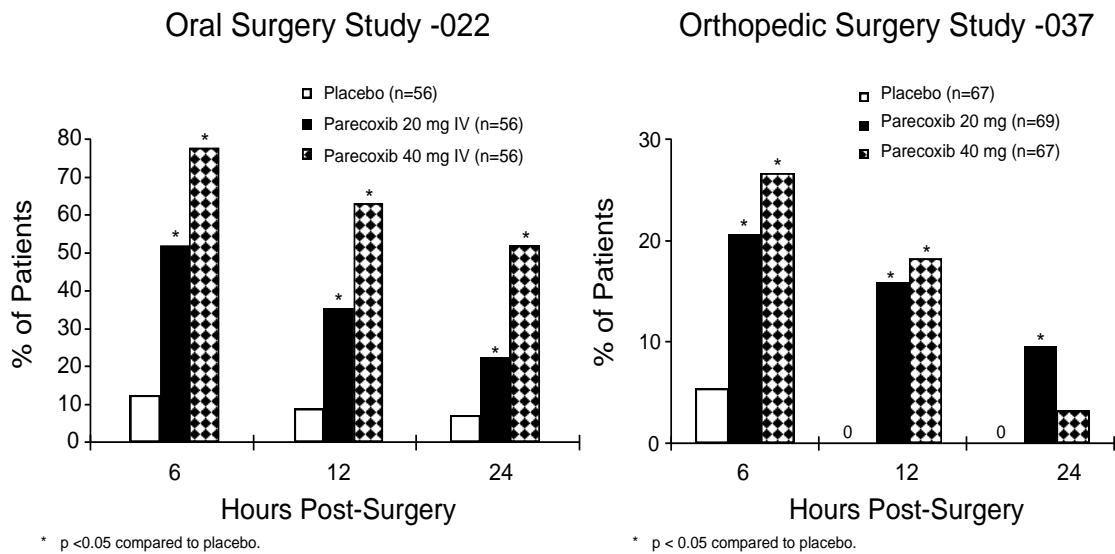 Oral Surgery Study -022
Placebo (n=56)
Parecoxib 20 mg IV (n=56)
Parecoxib 40 mg IV (n=56)
% of Patients
80
70
60
50
40
30
20
10
0
*
*
*
*
*
*
6 12 24
Hours Post-Surgery
* p <0.05 compared to placebo.
Orthopedic Surgery Study -037
Placebo (n=67)
Parecoxib 20 mg (n=69)
Parecoxib 40 mg (n=67)
% of Patients
30
20
10
0
*
*
*
*
*
0 0
6 12 24
Hours Post-Surgery
* p < 0.05 compared to placebo.